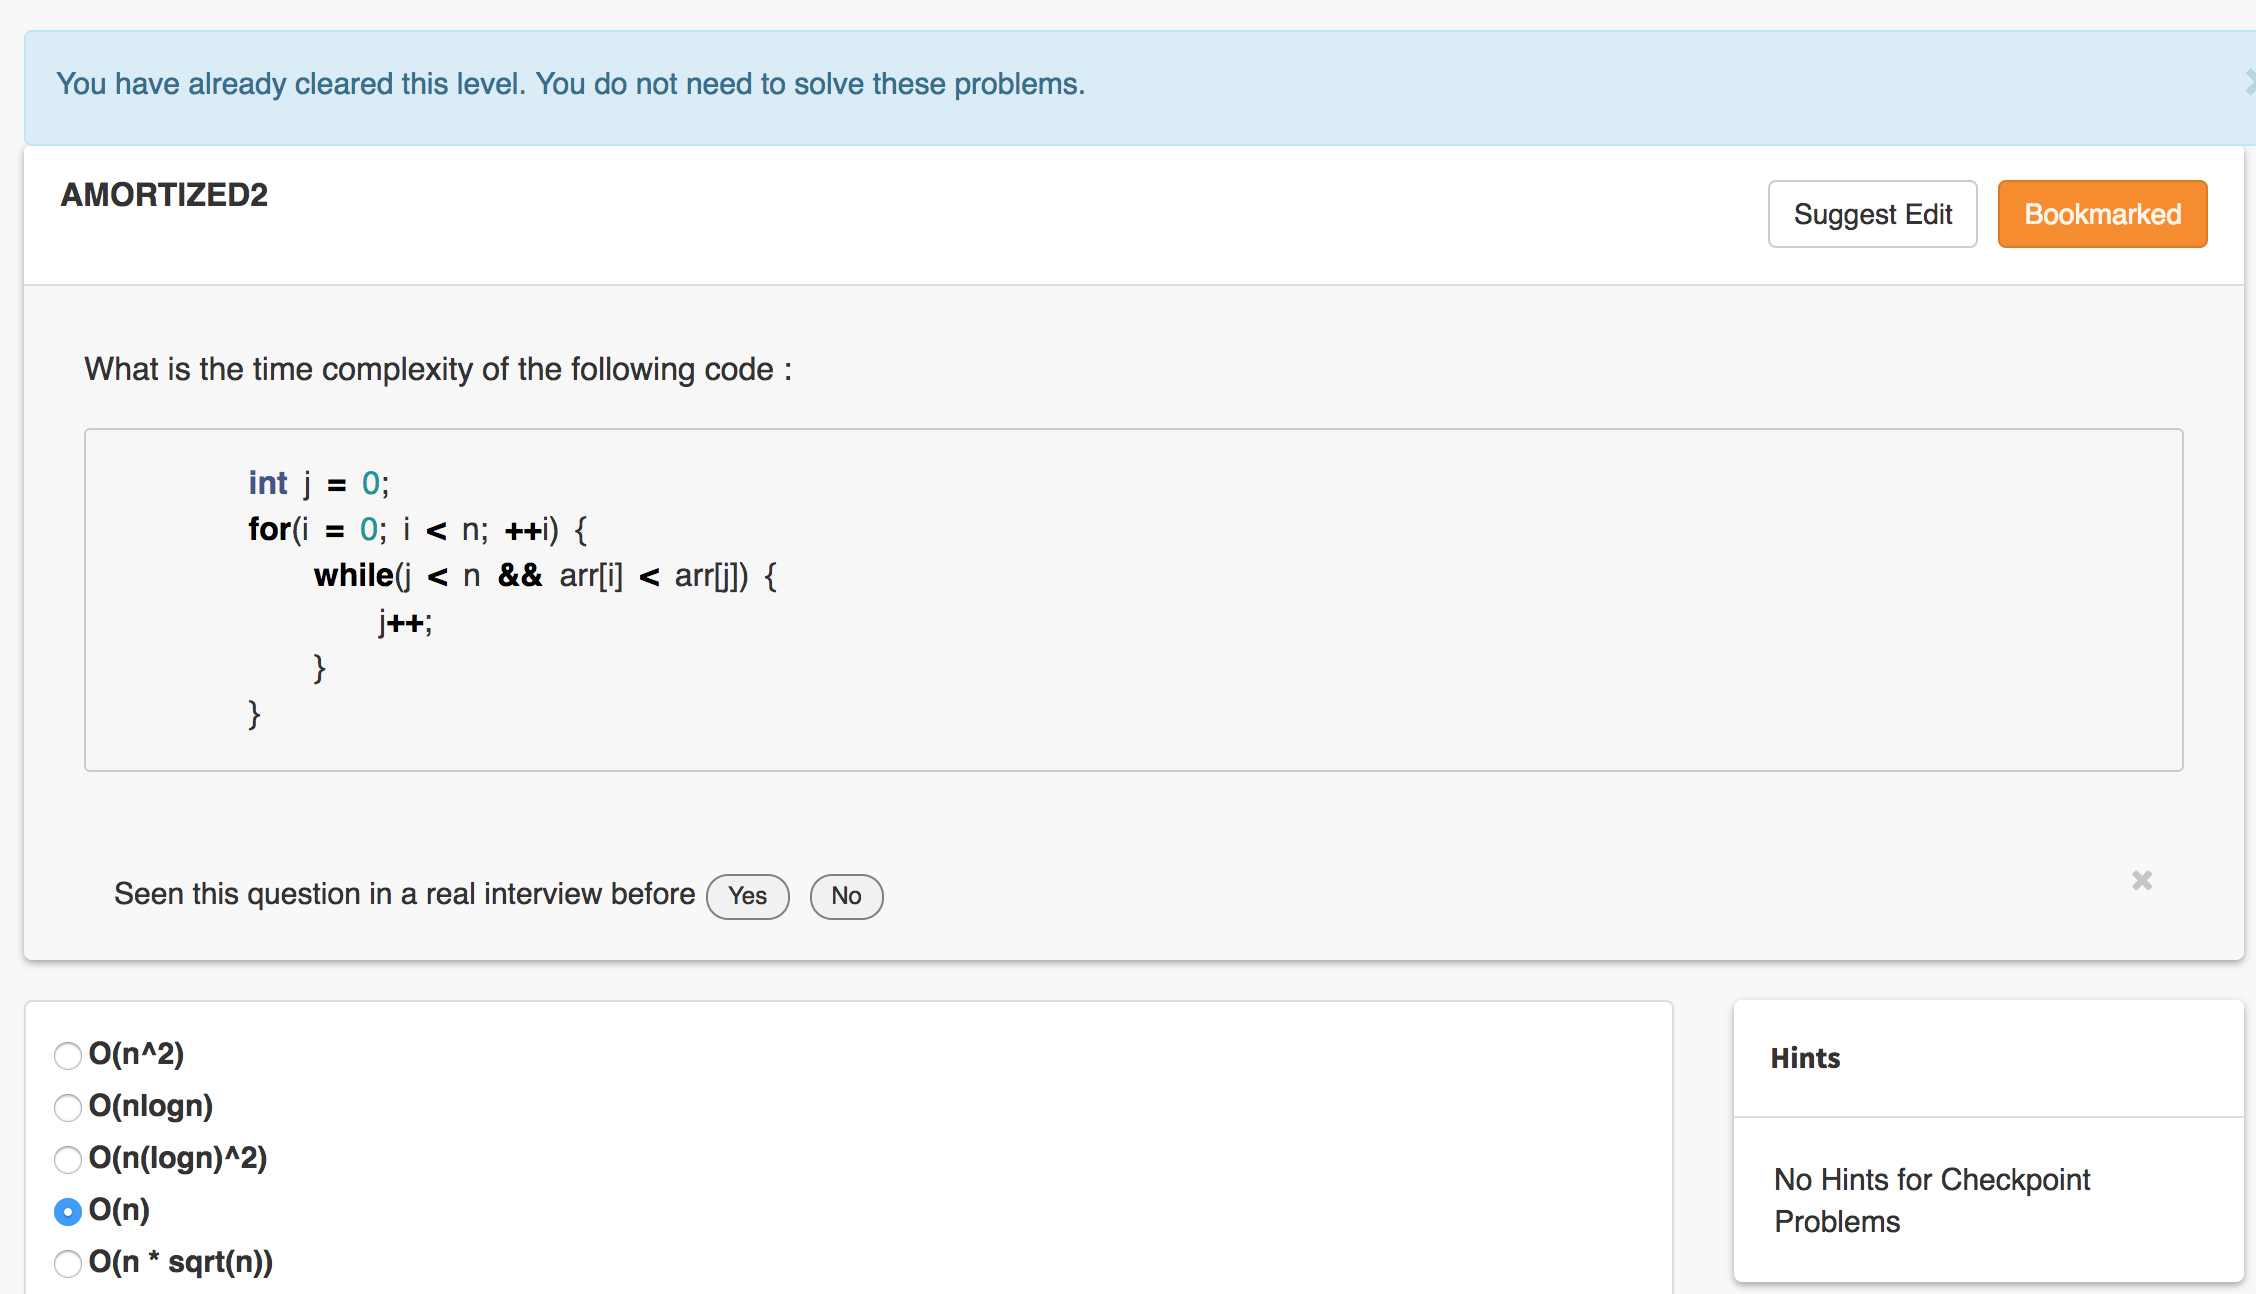 You have already cleared this level. You do not need to solve these problems.
AMORTIZED2
Suggest Edit
Bookmarked
What is the time complexity of the following code :
int j = 0;
for(i = 0; i < n; ++i) {
while(j < n && arr[i] < arr[j]) {
j++;
}
}
Seen this question in a real interview before
Yes
No
O(n^2)
O(nlogn)
O(n(logn)^2)
O(n)
O(n * sqrt(n))
Hints
No Hints for Checkpoint
Problems